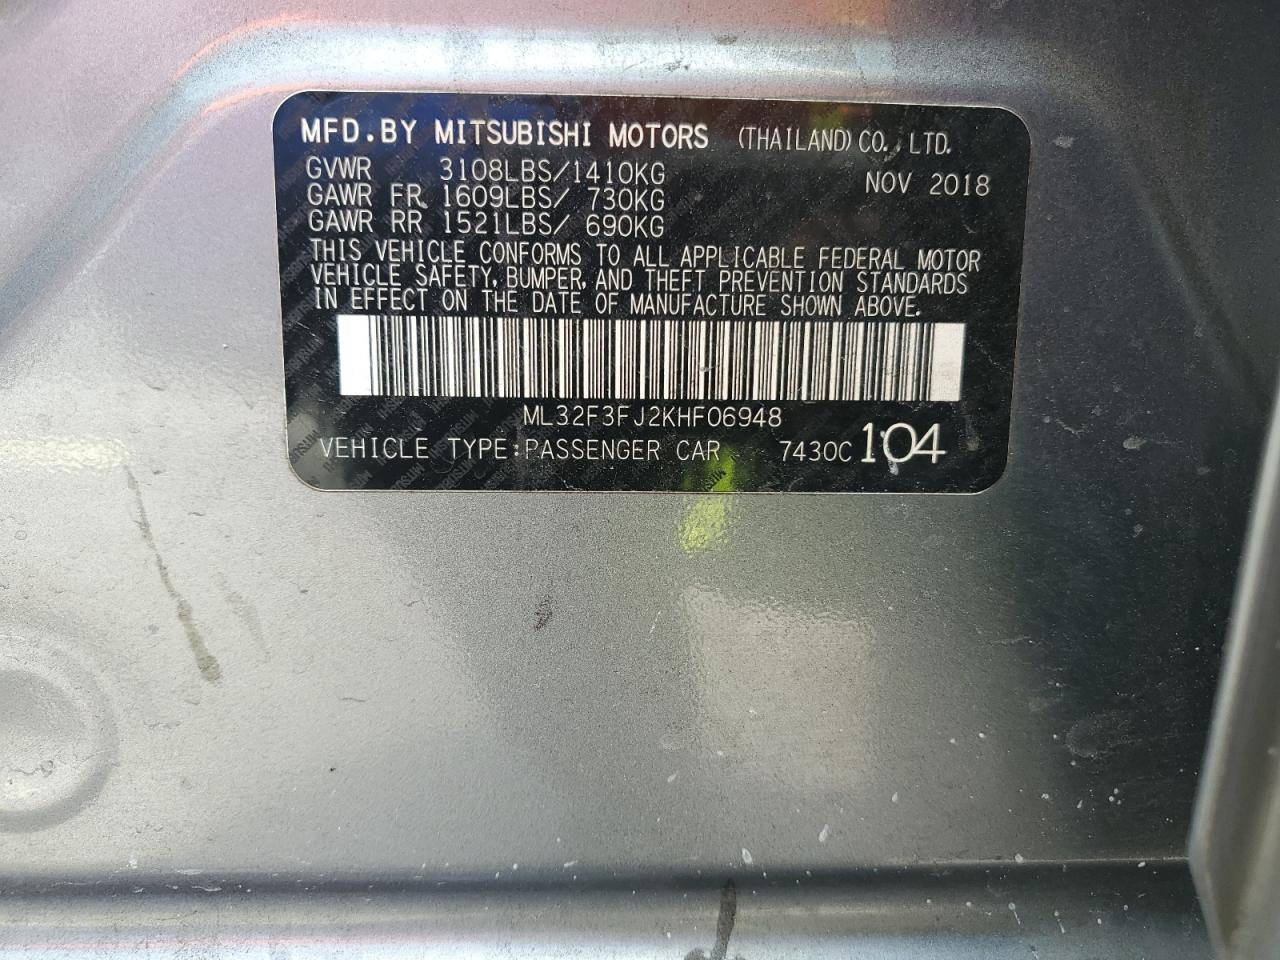 MFD.BY MITSUBISHI MOTORS (THAILAND) CO., LTD.
GVWR 3108LBS/1410KG NOV 2018
GAWR FR 1609LBS/ 730KG
GAWR RR 1521LBS/ 690KG
THIS VEHICLE CONFORMS TO ALL APPLICABLE FEDERAL MOTOR
VEHICLE SAFETY, BUMPER, AND THEFT PREVENTION STANDARDS
IN EFFECT ON THE DATE OF MANUFACTURE SHOWN ABOVE.
ML32F3FJ2KHF06948
VEHICLE TYPE:PASSENGER CAR 7430C 104